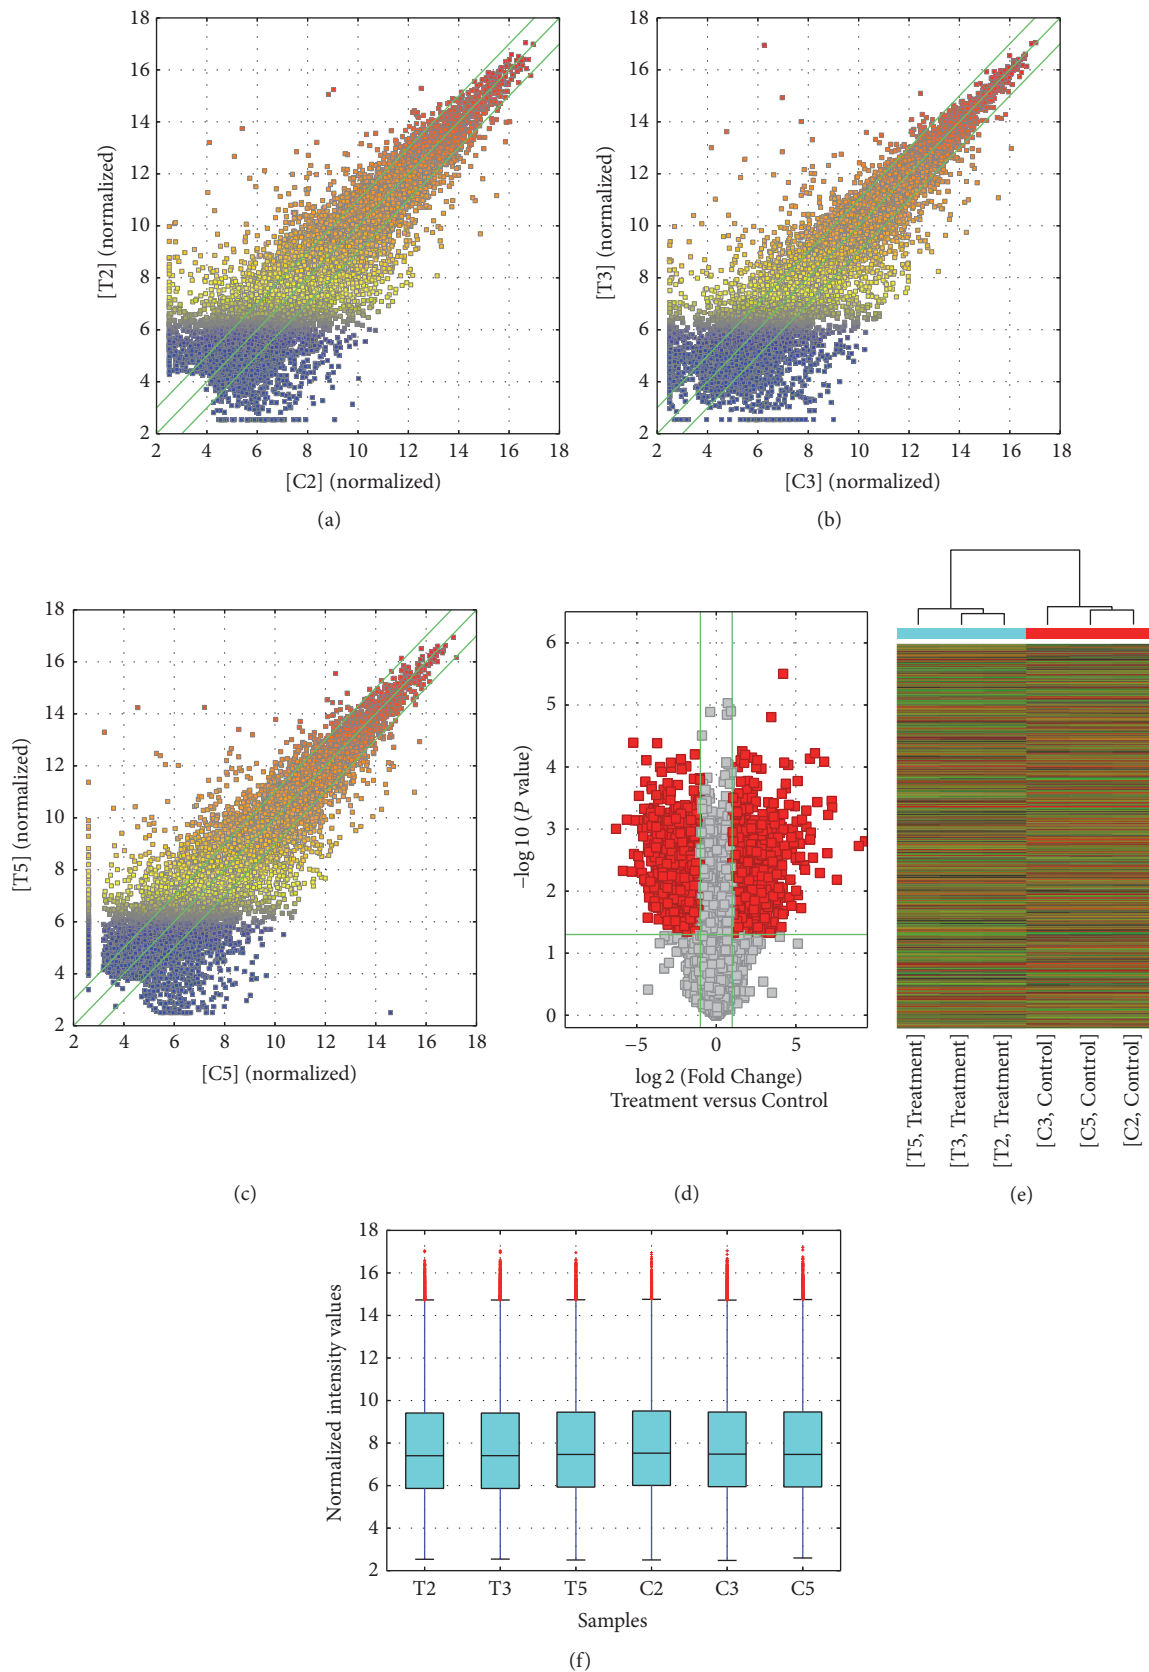 18
16
14
12
10
8
6
4
2
2 4 6 8 10 12 14 16 18
[T2] (normalized)
[C2] (normalized)
(a)
18
16
14
12
10
8
6
4
2
2 4 6 8 10 12 14 16 18
[T3] (normalized)
[C3] (normalized)
(b)
18
16
14
12
10
8
6
4
2
2 4 6 8 10 12 14 16 18
[T5] (normalized)
[C5] (normalized)
(c)
6
5
4
3
2
1
0
−5 0 5
−log10 (P value)
log2 (Fold Change)
Treatment versus Control
(d)
[T5, Treatment]
[T3, Treatment]
[T2, Treatment]
[C3, Control]
[C5, Control]
[C2, Control]
(e)
18
16
14
12
10
8
6
4
2
Normalized intensity values
T2 T3 T5 C2 C3 C5
Samples
(f)